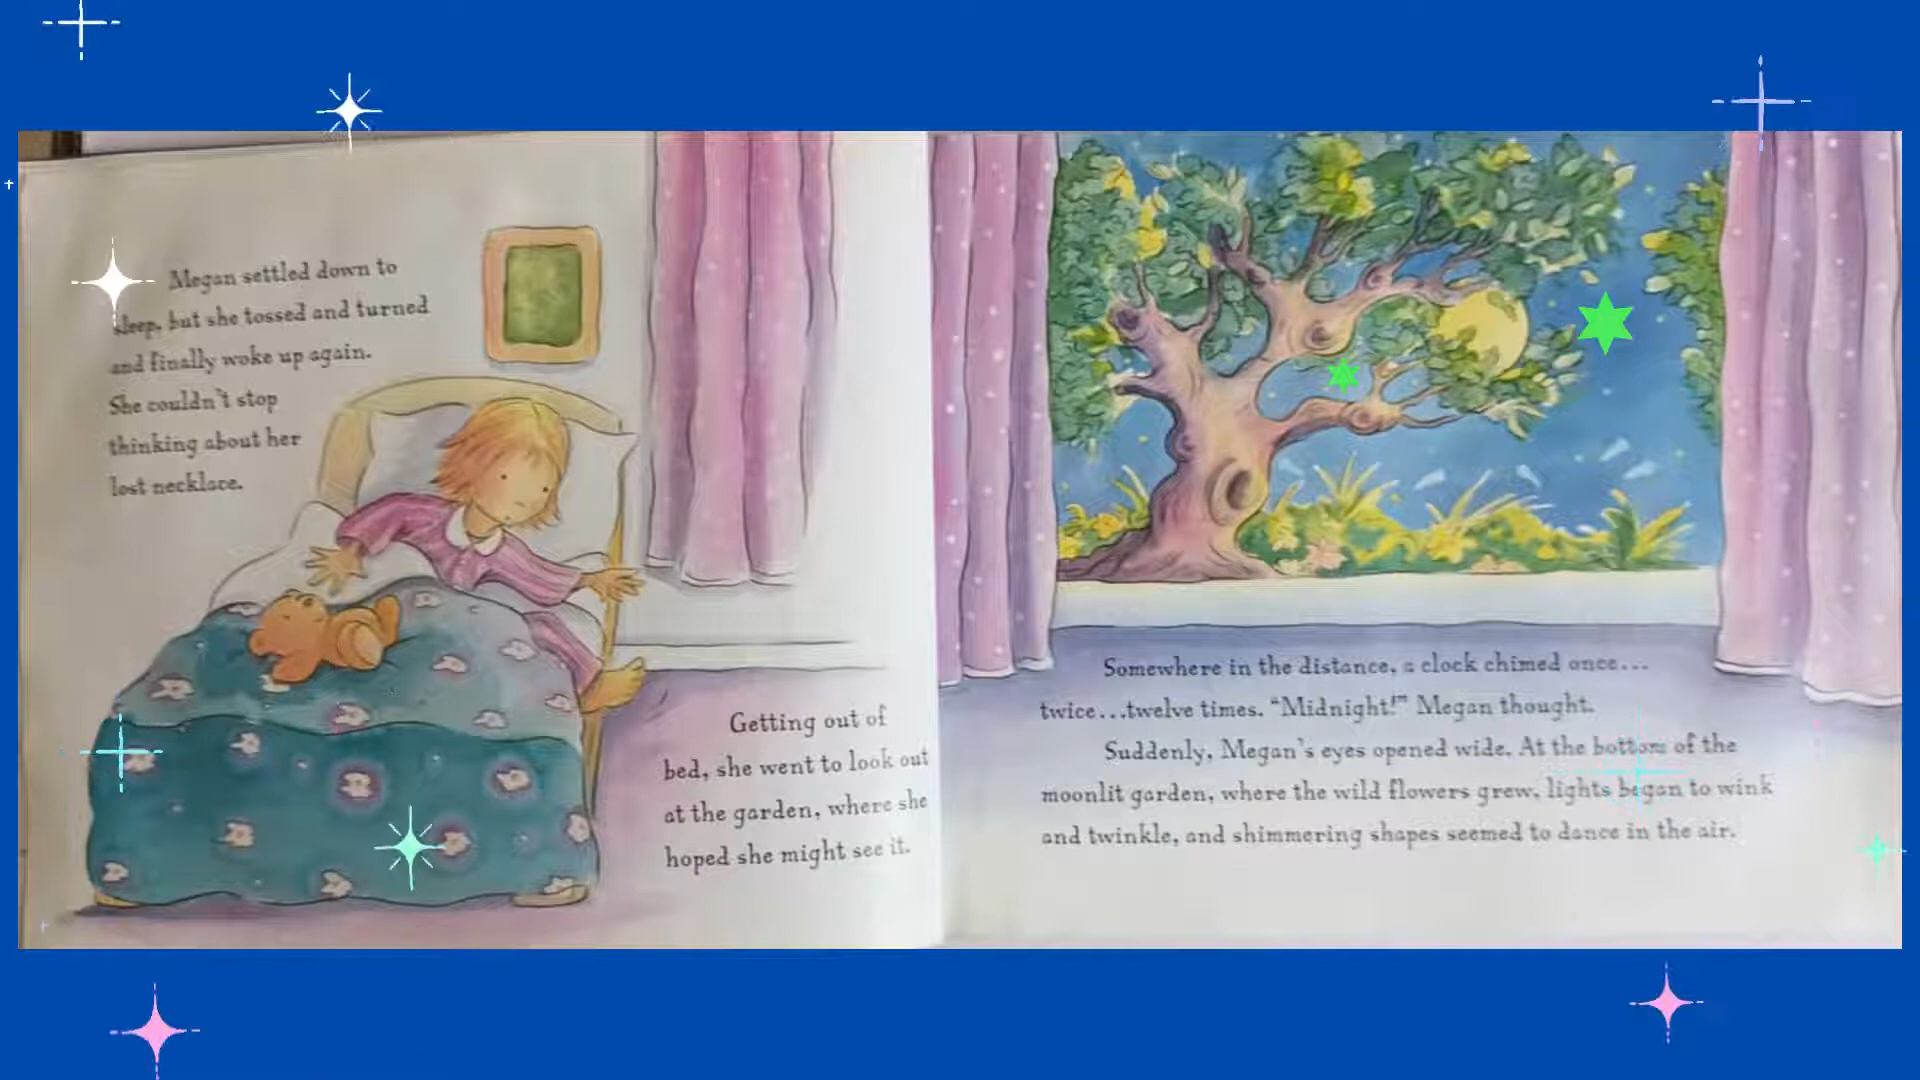 Megan settled down to
sleep, but she tossed and turned
and finally woke up again.
She couldn't stop
thinking about her
lost necklace.
Getting out of
bed, she went to look out
at the garden, where she
hoped she might see it.
Somewhere in the distance, a clock chimed once...
twice...twelve times. "Midnight!" Megan thought.
Suddenly, Megan's eyes opened wide. At the bottom of the
moonlit garden, where the wild flowers grew, lights began to wink
and twinkle, and shimmering shapes seemed to dance in the air.